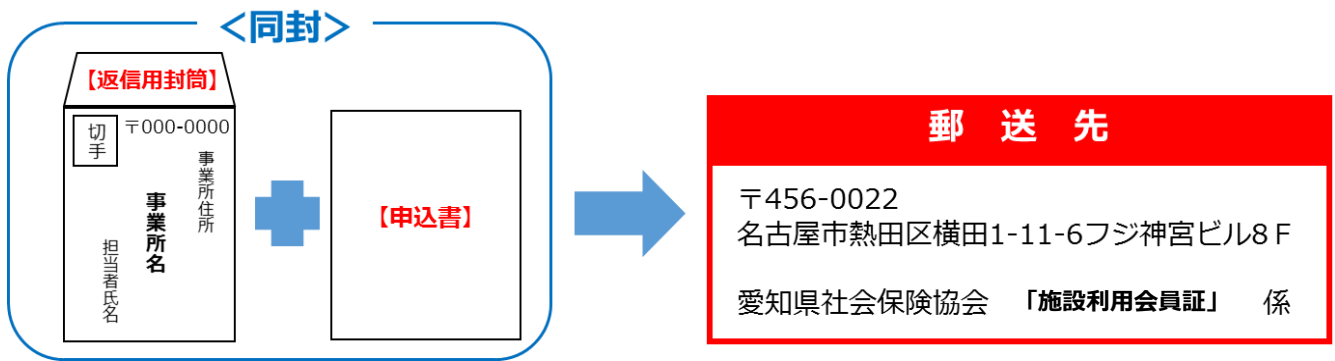 ＜同封＞
【返信用封筒】
切手
〒000-0000
事業所住所
事業所名
担当者氏名
【申込書】
郵　送　先
〒456-0022
名古屋市熱田区横田1-11-6フジ神宮ビル8Ｆ
愛知県社会保険協会　「施設利用会員証」　係